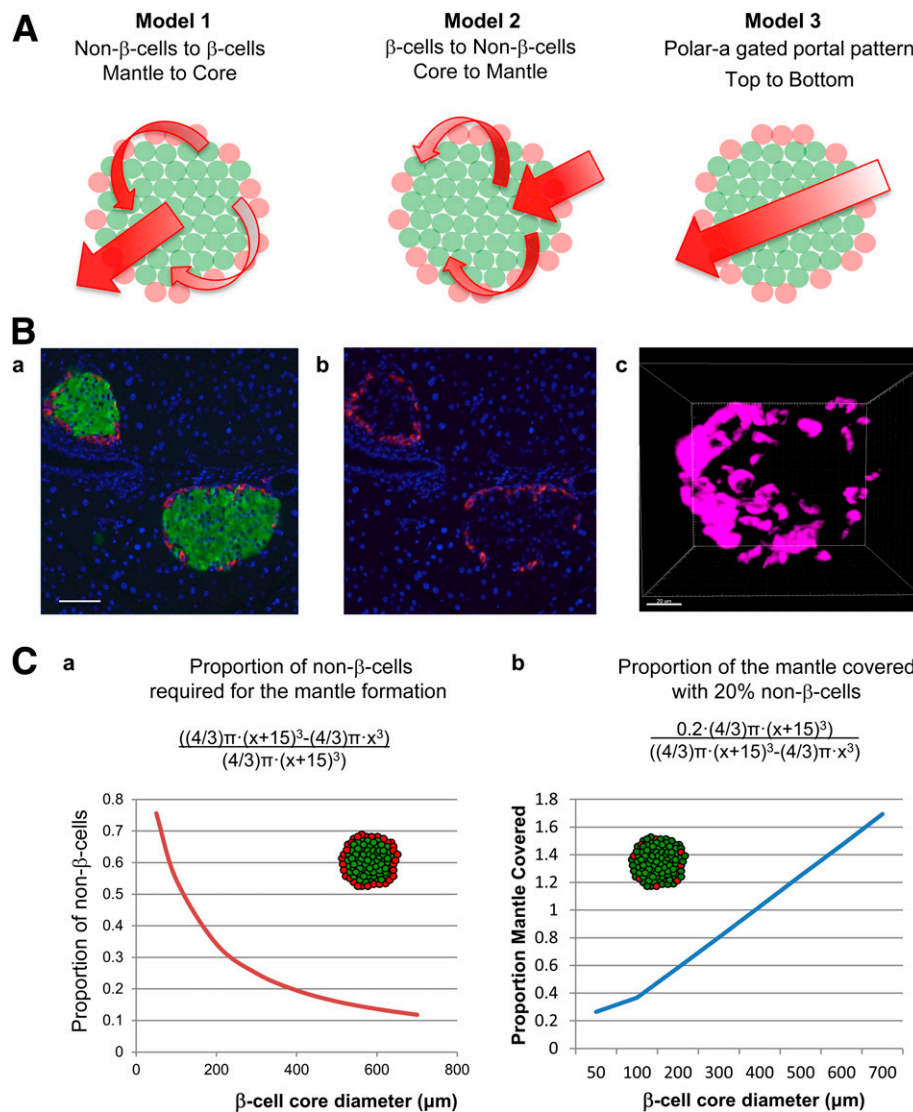 A
Model 1
Non-β-cells to β-cells
Mantle to Core
Model 2
β-cells to Non-β-cells
Core to Mantle
Model 3
Polar-a gated portal pattern
Top to Bottom
B
a
b
c
20 μm
C
a
Proportion of non-β-cells
required for the mantle formation
((4/3)π·(x+15)³-(4/3)π·x³)
(4/3)π·(x+15)³)
0.8
0.7
0.6
0.5
0.4
0.3
0.2
0.1
0
Proportion of non-β-cells
0
200
400
600
800
β-cell core diameter (μm)
b
Proportion of the mantle covered
with 20% non-β-cells
0.2·(4/3)π·(x+15)³)
((4/3)π·(x+15)³-(4/3)π·x³)
1.8
1.6
1.4
1.2
1
0.8
0.6
0.4
0.2
0
Proportion Mantle Covered
50
100
200
300
400
500
600
700
β-cell core diameter (μm)